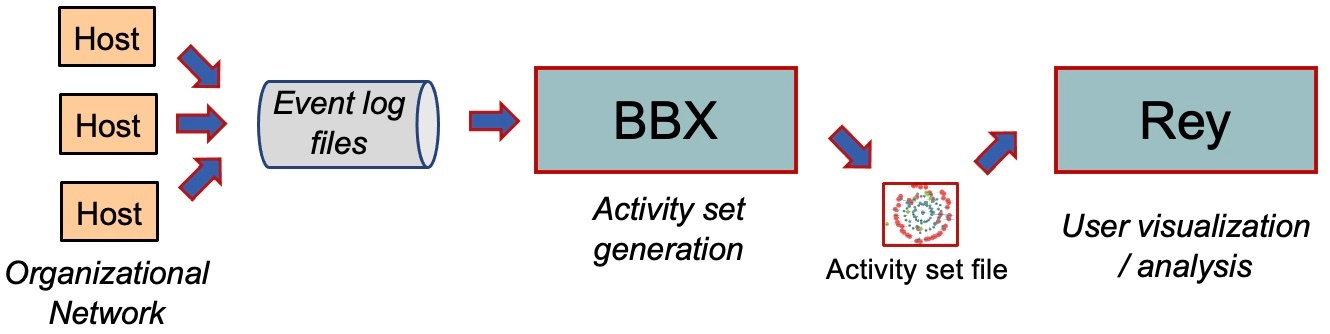 Host
Host
Host
Organizational
Network
Event log
files
BBX
Activity set
generation
Activity set file
Rey
User visualization
/ analysis